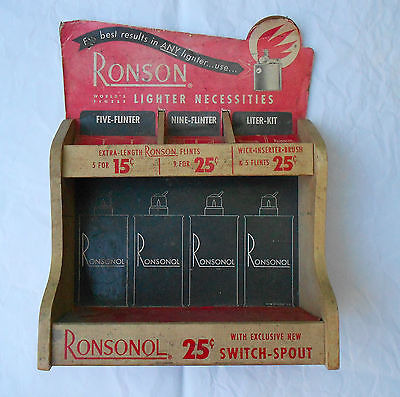 For best results in ANY lighter...use...
RONSON
WORLD'S
LIGHTER NECESSITIES
FIVE-FLINTER
NINE-FLINTER
LITER-KIT
EXTRA-LENGTH RONSON FLINTS
WICK-INSERTER-BRUSH
5 FOR 15¢
9 FOR 25¢
& 5 FLINTS 25¢
RONSONOL
RONSONOL
RONSONOL
RONSONOL
RONSONOL 25¢
WITH EXCLUSIVE NEW
SWITCH-SPOUT